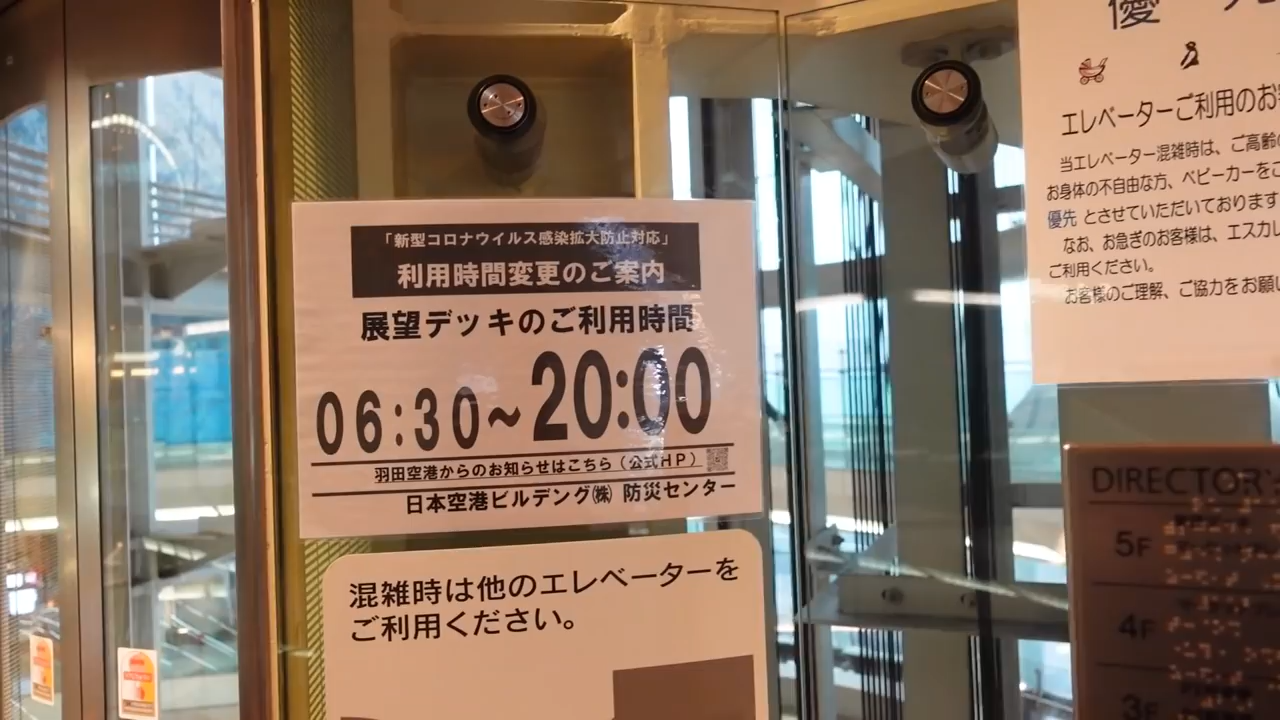 「新型コロナウイルス感染拡大防止対応」
利用時間変更のご案内
展望デッキのご利用時間
06:30~20:00
羽田空港からのお知らせはこちら（公式HP）
日本空港ビルデング㈱ 防災センター
混雑時は他のエレベーターを
ご利用ください。
優
エレベーターご利用のお
当エレベーター混雑時は、ご高齢の
お身体の不自由な方、ベビーカーをご
優先とさせていただいております
なお、お急ぎのお客様は、エスカレ
ご利用ください。
お客様のご理解、ご協力をお願い
DIRECTORY
5F
4F
3F